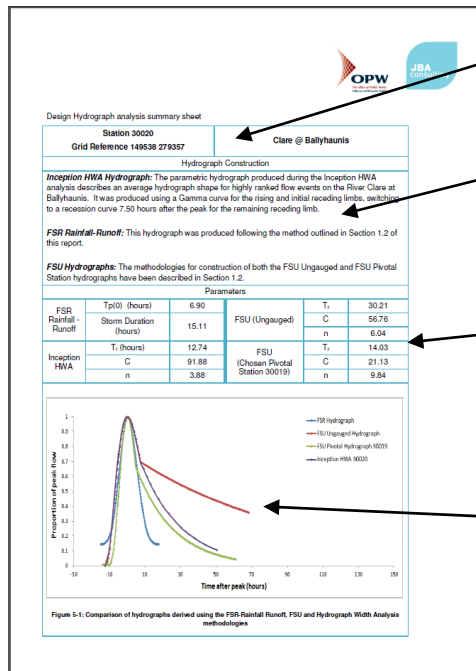 OPW
JBA
consulting
Design Hydrograph analysis summary sheet
Station 30020
Grid Reference 149538 279357
Clare @ Ballyhaunis
Hydrograph Construction
Inception HWA Hydrograph: The parametric hydrograph produced during the Inception HWA
analysis describes an average hydrograph shape for highly ranked flow events on the River Clare at
Ballyhaunis. It was produced using a Gamma curve for the rising and initial receding limbs, switching
to a recession curve 7.50 hours after the peak for the remaining receding limb.
FSR Rainfall-Runoff: This hydrograph was produced following the method outlined in Section 1.2 of
this report.
FSU Hydrographs: The methodologies for construction of both the FSU Ungauged and FSU Pivotal
Station hydrographs have been described in Section 1.2.
Parameters
FSR Rainfall - Runoff
Tp(0) (hours) 6.90
Storm Duration (hours) 15.11
FSU (Ungauged)
Tr 30.21
C 56.76
n 6.04
Inception HWA
Tr (hours) 12.74
C 91.88
n 3.88
FSU (Chosen Pivotal Station 30019)
Tr 14.03
C 21.13
n 9.84
Proportion of peak flow
1
0.9
0.8
0.7
0.6
0.5
0.4
0.3
0.2
0.1
0
-30 -10 10 30 50 70 90 110 130 150
Time after peak (hours)
FSR Hydrograph
FSU Ungauged Hydrograph
FSU Pivotal Hydrograph 30019
Inception HWA 30020
Figure 5-1: Comparison of hydrographs derived using the FSR-Rainfall Runoff, FSU and Hydrograph Width Analysis
methodologies